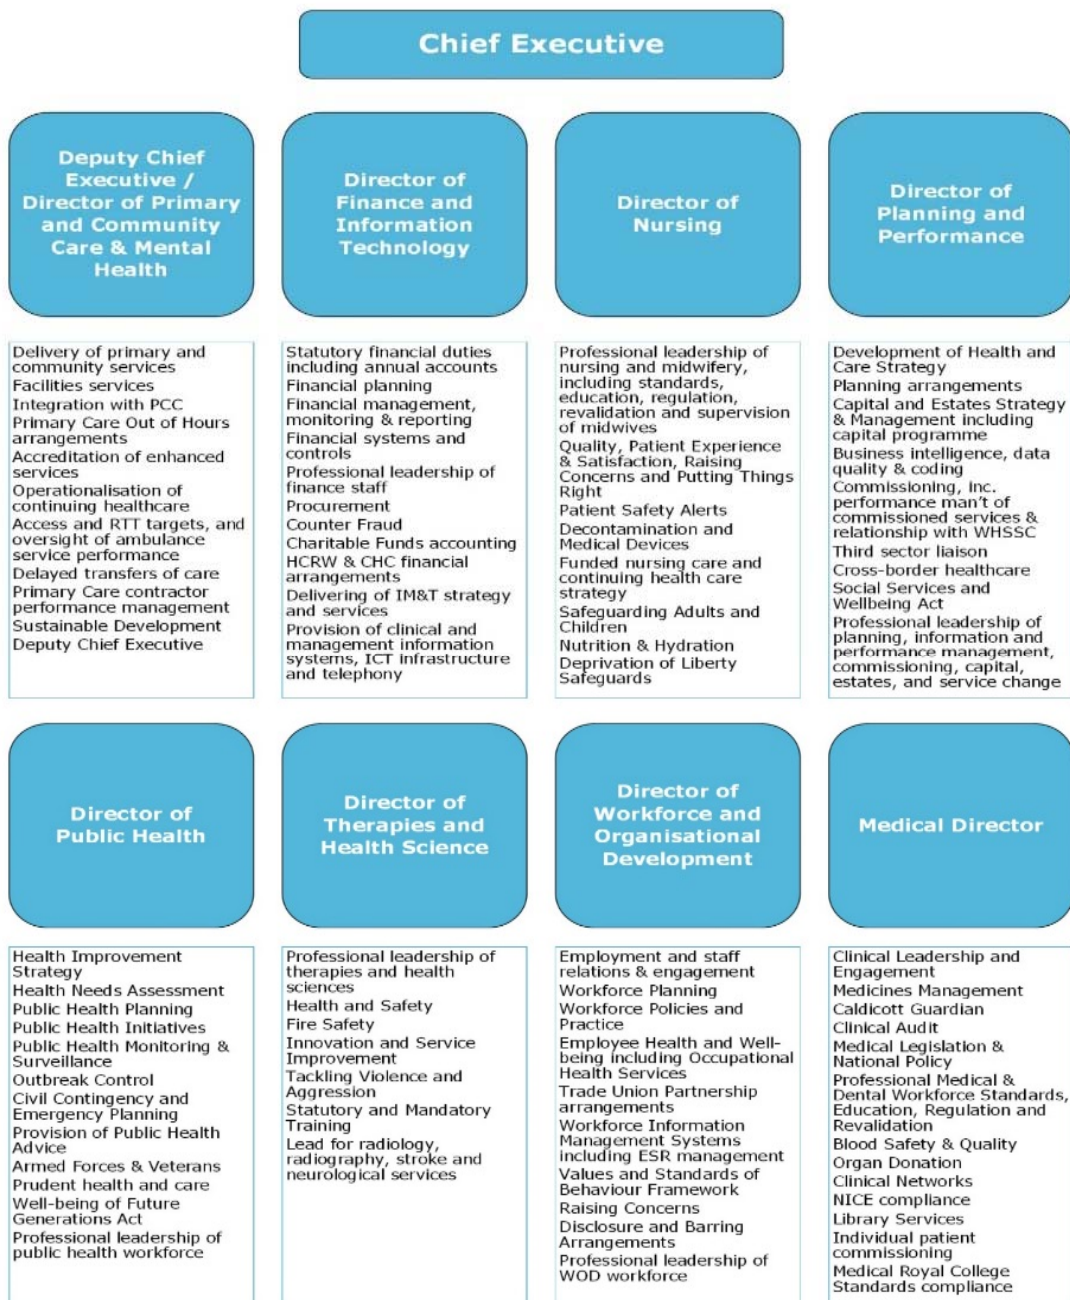 Chief Executive
Deputy Chief
Executive /
Director of Primary
and Community
Care & Mental
Health
Director of
Finance and
Information
Technology
Director of
Nursing
Director of
Planning and
Performance
Delivery of primary and
community services
Facilities services
Integration with PCC
Primary Care Out of Hours
arrangements
Accreditation of enhanced
services
Operationalisation of
continuing healthcare
Access and RTT targets, and
oversight of ambulance
service performance
Delayed transfers of care
Primary Care contractor
performance management
Sustainable Development
Deputy Chief Executive
Statutory financial duties
including annual accounts
Financial planning
Financial management,
monitoring & reporting
Financial systems and
controls
Professional leadership of
finance staff
Procurement
Counter Fraud
Charitable Funds accounting
HCRW & CHC financial
arrangements
Delivering of IM&T strategy
and services
Provision of clinical and
management information
systems, ICT infrastructure
and telephony
Professional leadership of
nursing and midwifery,
including standards,
education, regulation,
revalidation and supervision
of midwives
Quality, Patient Experience
& Satisfaction, Raising
Concerns and Putting Things
Right
Patient Safety Alerts
Decontamination and
Medical Devices
Funded nursing care and
continuing health care
strategy
Safeguarding Adults and
Children
Nutrition & Hydration
Deprivation of Liberty
Safeguards
Development of Health and
Care Strategy
Planning arrangements
Capital and Estates Strategy
& Management including
capital programme
Business intelligence, data
quality & coding
Commissioning, inc.
performance man't of
commissioned services &
relationship with WHSSC
Third sector liaison
Cross-border healthcare
Social Services and
Wellbeing Act
Professional leadership of
planning, information and
performance management,
commissioning, capital,
estates, and service change
Director of
Public Health
Director of
Therapies and
Health Science
Director of
Workforce and
Organisational
Development
Medical Director
Health Improvement
Strategy
Health Needs Assessment
Public Health Planning
Public Health Initiatives
Public Health Monitoring &
Surveillance
Outbreak Control
Civil Contingency and
Emergency Planning
Provision of Public Health
Advice
Armed Forces & Veterans
Prudent health and care
Well-being of Future
Generations Act
Professional leadership of
public health workforce
Professional leadership of
therapies and health
sciences
Health and Safety
Fire Safety
Innovation and Service
Improvement
Tackling Violence and
Aggression
Statutory and Mandatory
Training
Lead for radiology,
radiography, stroke and
neurological services
Employment and staff
relations & engagement
Workforce Planning
Workforce Policies and
Practice
Employee Health and Well-
being including Occupational
Health Services
Trade Union Partnership
arrangements
Workforce Information
Management Systems
including ESR management
Values and Standards of
Behaviour Framework
Raising Concerns
Disclosure and Barring
Arrangements
Professional leadership of
WOD workforce
Clinical Leadership and
Engagement
Medicines Management
Caldicott Guardian
Clinical Audit
Medical Legislation &
National Policy
Professional Medical &
Dental Workforce Standards,
Education, Regulation and
Revalidation
Blood Safety & Quality
Organ Donation
Clinical Networks
NICE compliance
Library Services
Individual patient
commissioning
Medical Royal College
Standards compliance